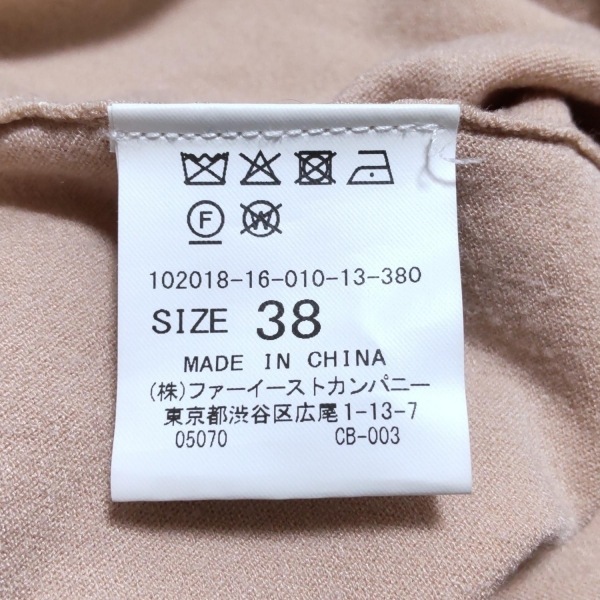 F W
102018-16-010-13-380
SIZE 38
MADE IN CHINA
(株)ファーイーストカンパニー
東京都渋谷区広尾1-13-7
05070 CB-003